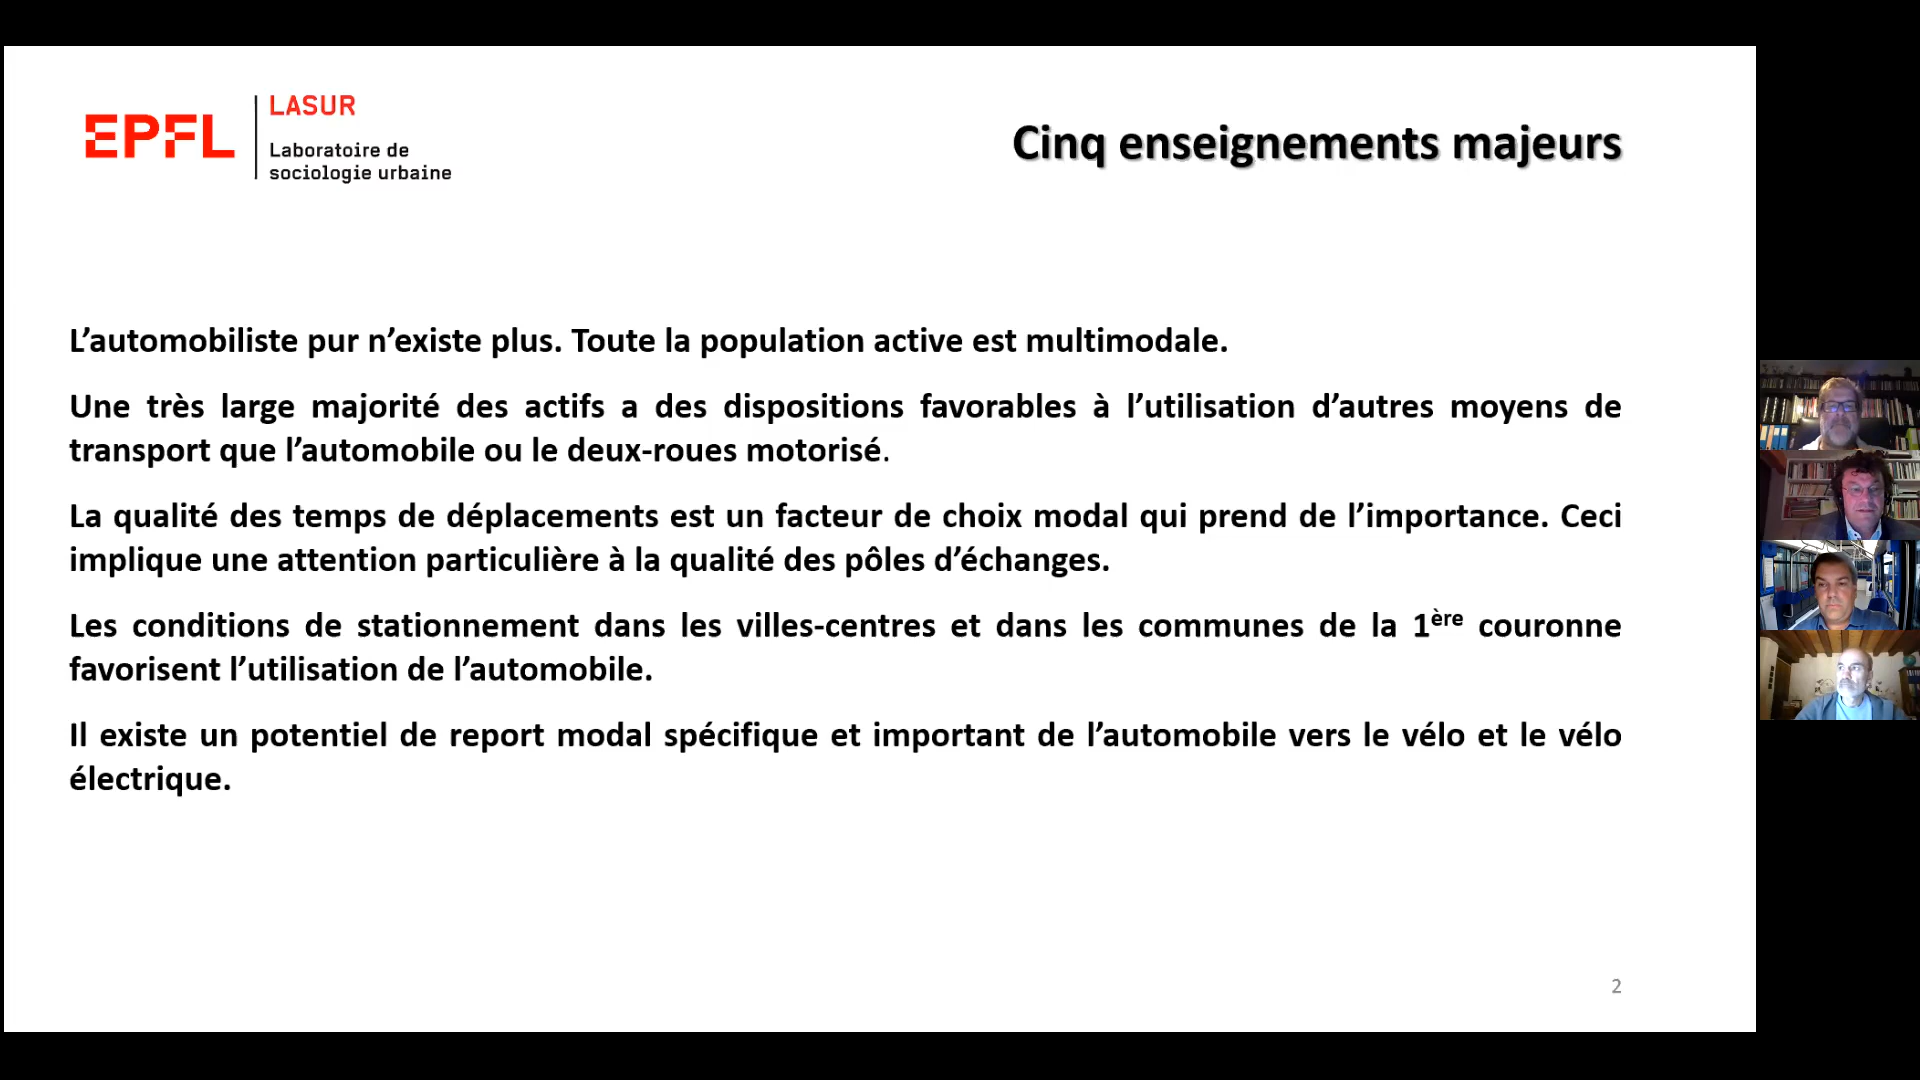 EPFL
LASUR
Laboratoire de
sociologie urbaine
Cinq enseignements majeurs
L’automobiliste pur n’existe plus. Toute la population active est multimodale.
Une très large majorité des actifs a des dispositions favorables à l’utilisation d’autres moyens de
transport que l’automobile ou le deux-roues motorisé.
La qualité des temps de déplacements est un facteur de choix modal qui prend de l’importance. Ceci
implique une attention particulière à la qualité des pôles d’échanges.
Les conditions de stationnement dans les villes-centres et dans les communes de la 1ère couronne
favorisent l’utilisation de l’automobile.
Il existe un potentiel de report modal spécifique et important de l’automobile vers le vélo et le vélo
électrique.
2